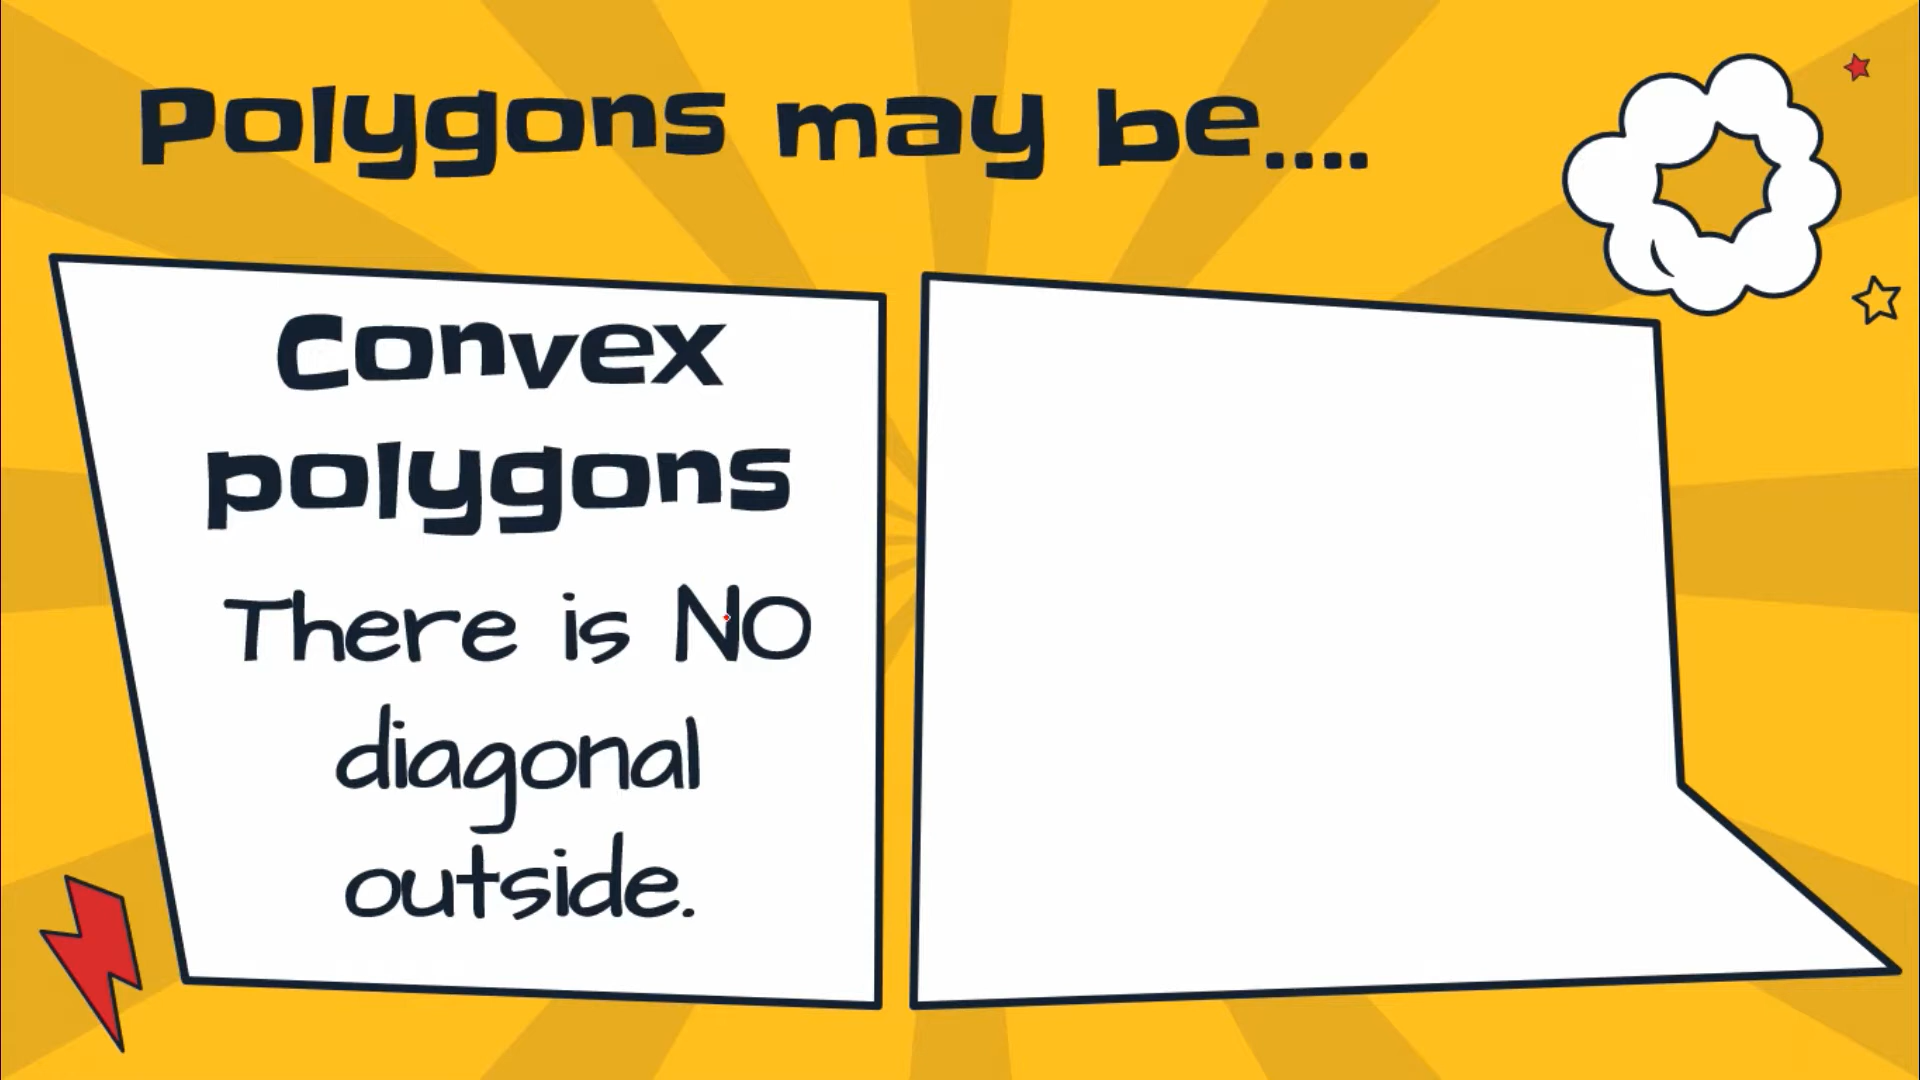 Polygons may be....
Convex
polygons
There is NO
diagonal
outside.